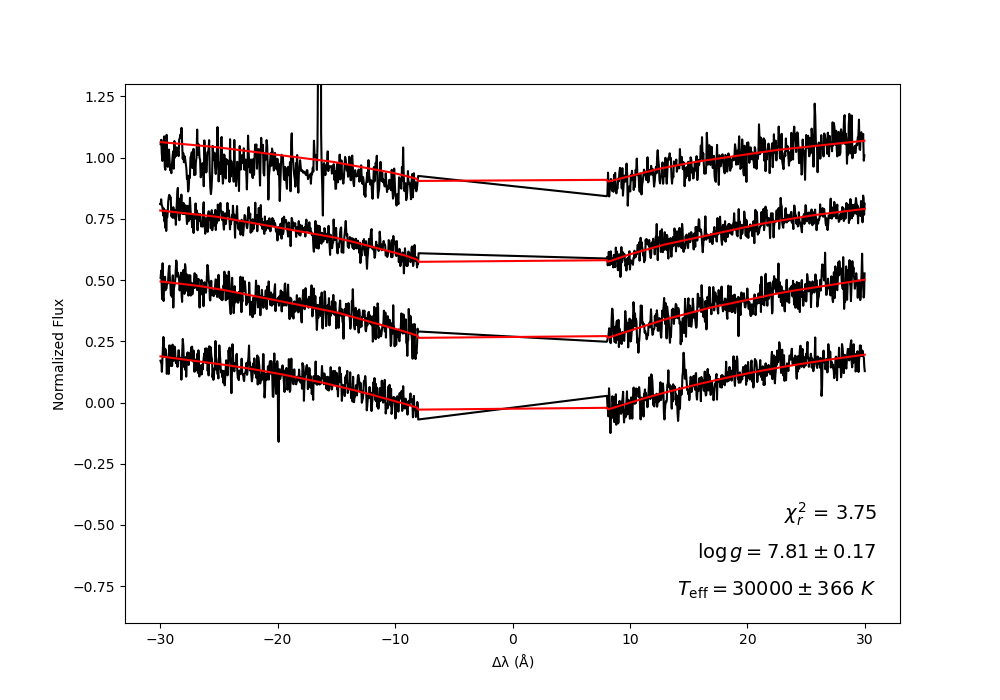 1.25
1.00
0.75
0.50
0.25
0.00
−0.25
−0.50
−0.75
Normalized Flux
χ²ᵣ = 3.75
log g = 7.81 ± 0.17
T_eff = 30000 ± 366 K
−30 −20 −10 0 10 20 30
Δλ (Å)